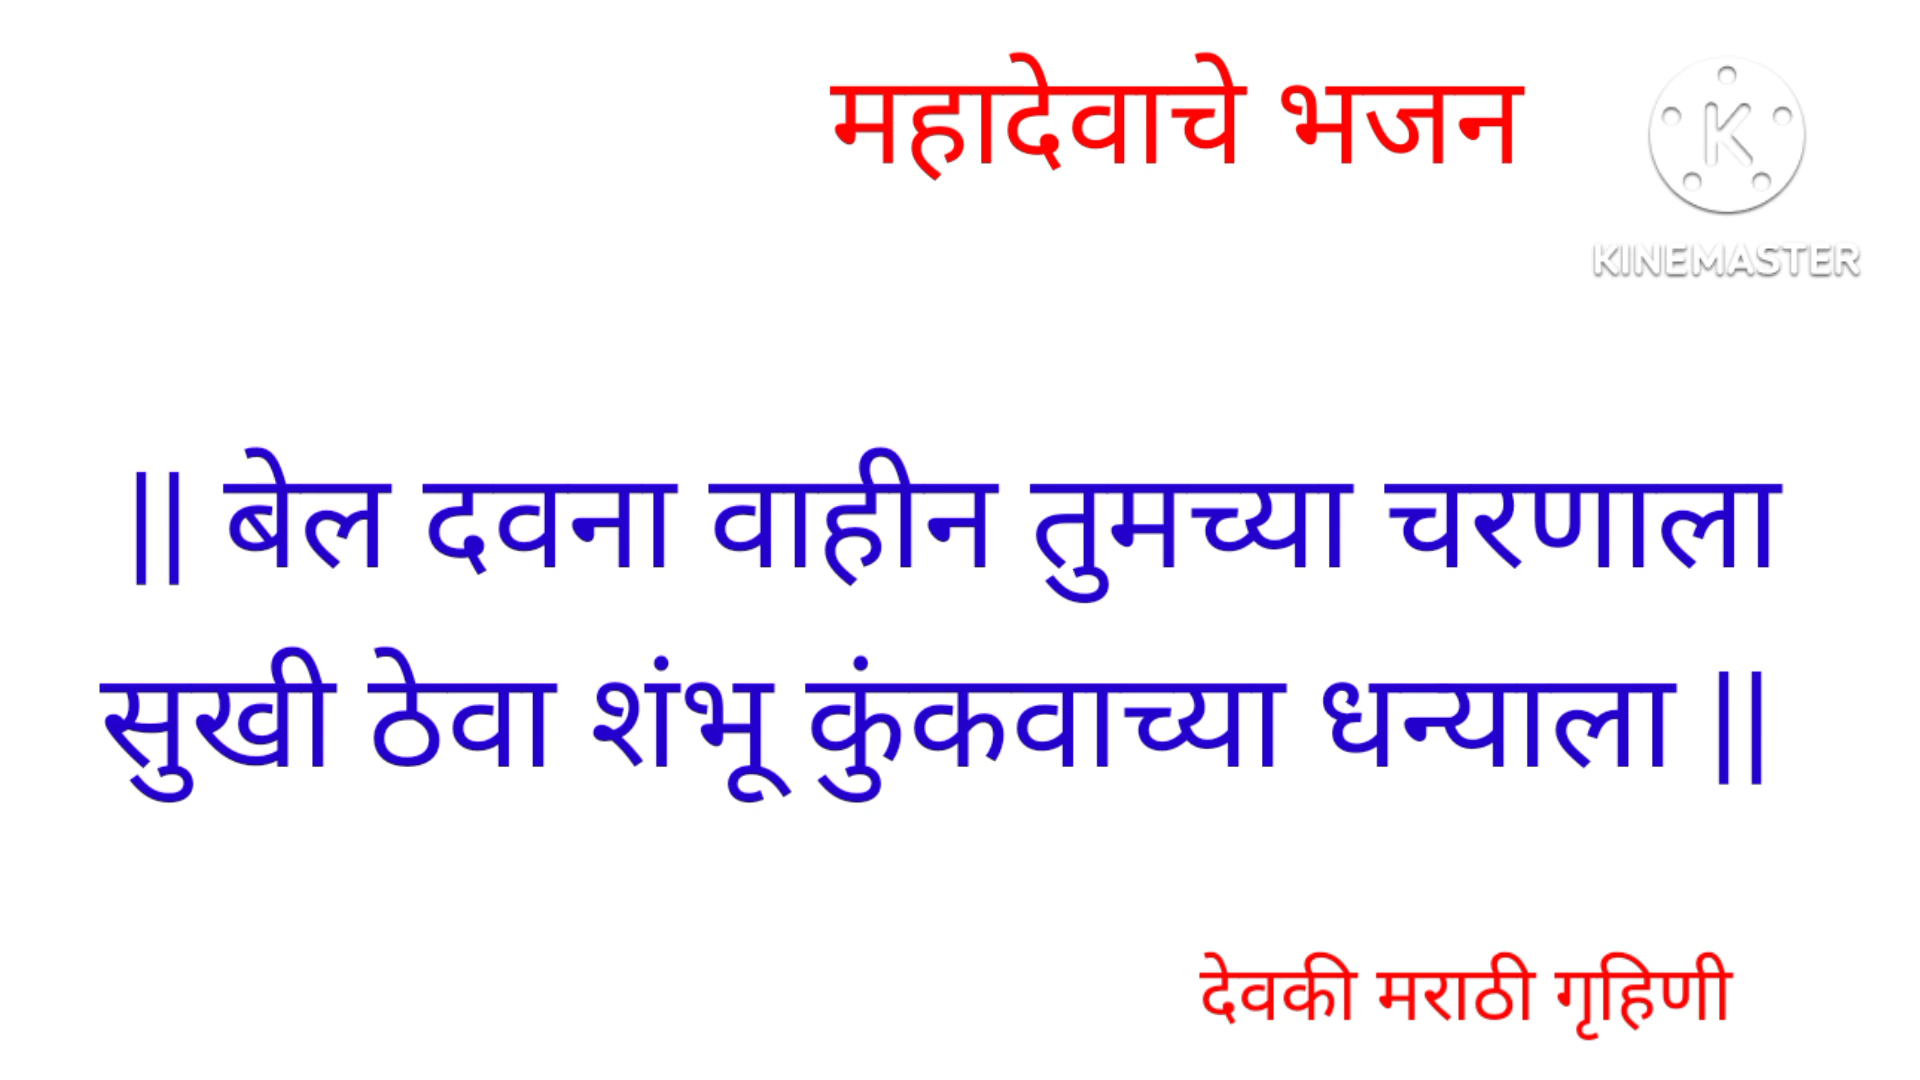 महादेवाचे भजन
KINEMASTER
|| बेल दवना वाहीन तुमच्या चरणाला
सुखी ठेवा शंभू कुंकवाच्या धन्याला ||
देवकी मराठी गृहिणी